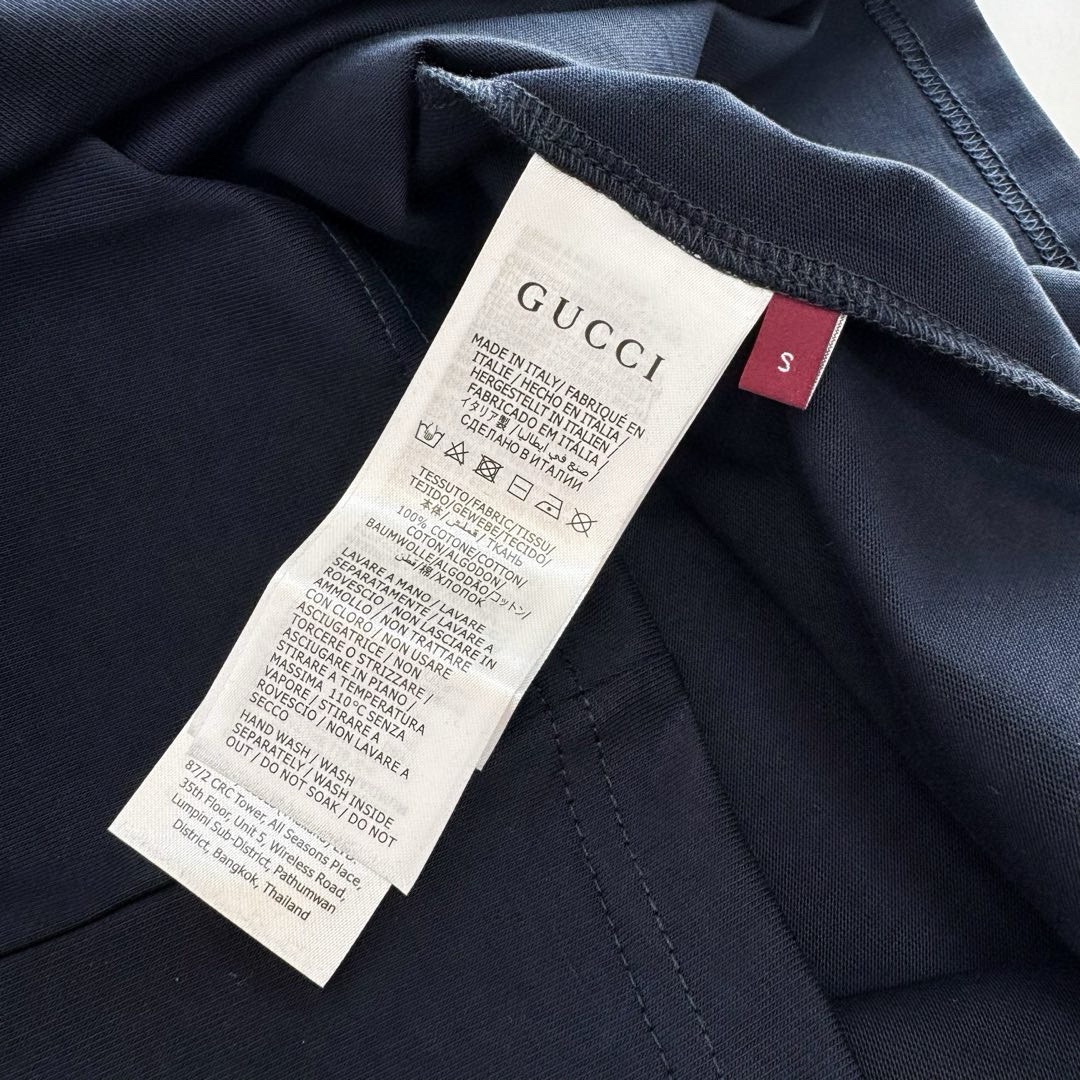 GUCCI
MADE IN ITALY/ FABRIQUÉ EN
ITALIE / HECHO EN ITALIA /
HERGESTELLT IN ITALIEN /
FABRICADO EM ITÁLIA /
イタリア製 / صنع في ايطاليا /
СДЕЛАНО В ИТАЛИИ
TESSUTO/FABRIC/TISSU/
TEJIDO/GEWEBE/TECIDO/
本体/ قماش /ТКАНЬ
100% COTONE/COTTON/
COTON/ALGODON/
BAUMWOLLE/ALGODÃO/コットン/
قطن/棉/ХЛОПОК
LAVARE A MANO / LAVARE
SEPARATAMENTE / LAVARE A
ROVESCIO / NON LASCIARE IN
AMMOLLO / NON TRATTARE
CON CLORO / NON USARE
ASCIUGATRICE / NON
TORCERE O STRIZZARE /
ASCIUGARE IN PIANO /
STIRARE A TEMPERATURA
MASSIMA 110°C SENZA
VAPORE / STIRARE A
ROVESCIO / NON LAVARE A
SECCO
HAND WASH / WASH
SEPARATELY / WASH INSIDE
OUT / DO NOT SOAK / DO NOT
87/2 CRC Tower, All Seasons Place,
35th Floor, Unit 5, Wireless Road,
Lumpini Sub-District, Pathumwan
District, Bangkok, Thailand
S